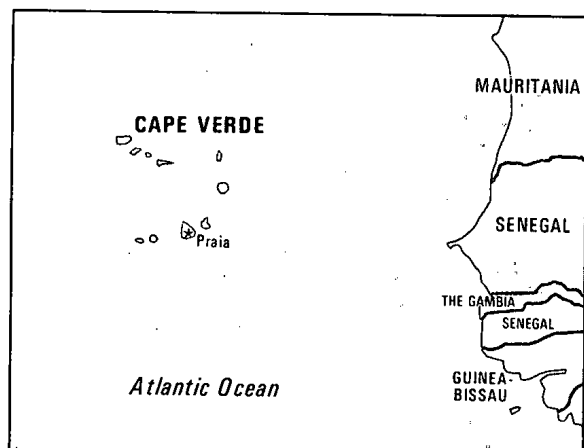 MAURITANIA
CAPE VERDE
SENEGAL
Praia
THE GAMBIA
SENEGAL
GUINEA-
BISSAU
Atlantic Ocean